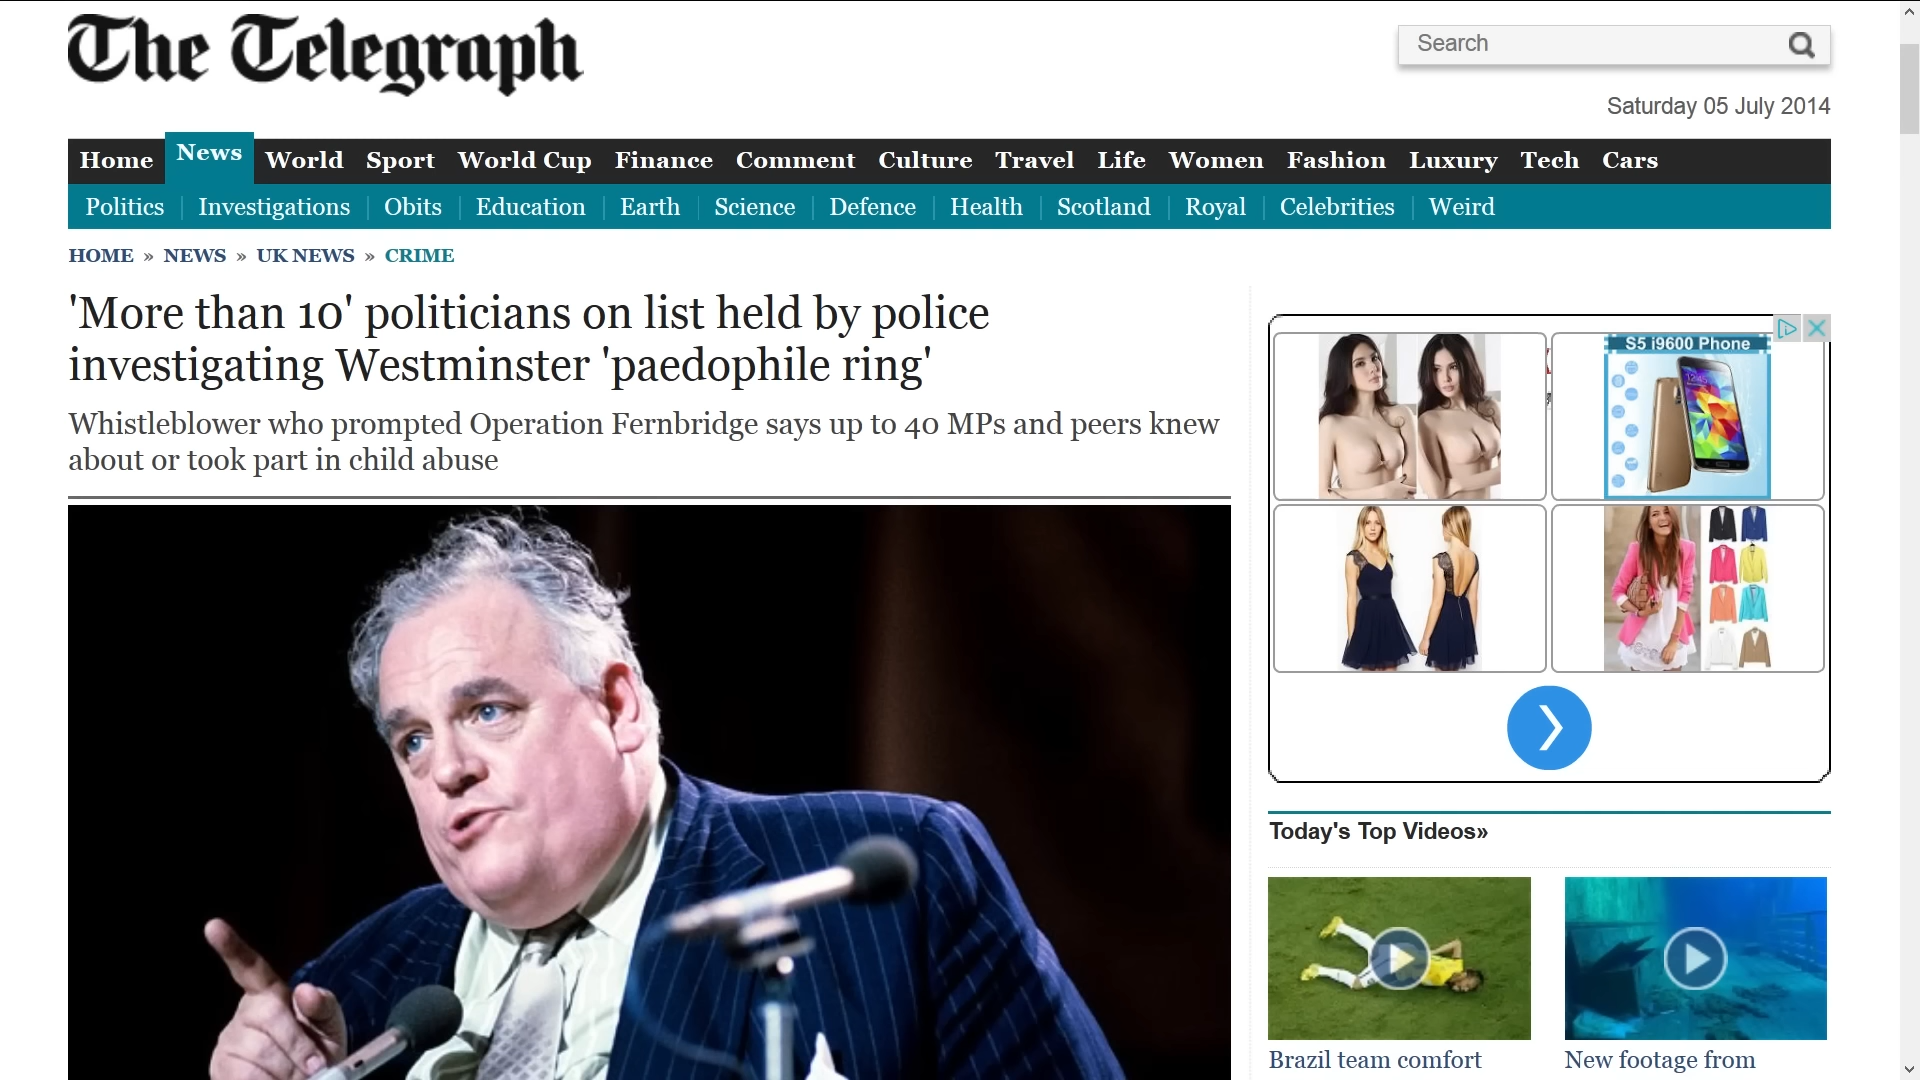 The Telegraph
Search
Saturday 05 July 2014
Home News World Sport World Cup Finance Comment Culture Travel Life Women Fashion Luxury Tech Cars
Politics Investigations Obits Education Earth Science Defence Health Scotland Royal Celebrities Weird
HOME » NEWS » UK NEWS » CRIME
'More than 10' politicians on list held by police
investigating Westminster 'paedophile ring'
Whistleblower who prompted Operation Fernbridge says up to 40 MPs and peers knew
about or took part in child abuse
S5 i9600 Phone
12:45
Today's Top Videos»
Brazil team comfort
New footage from